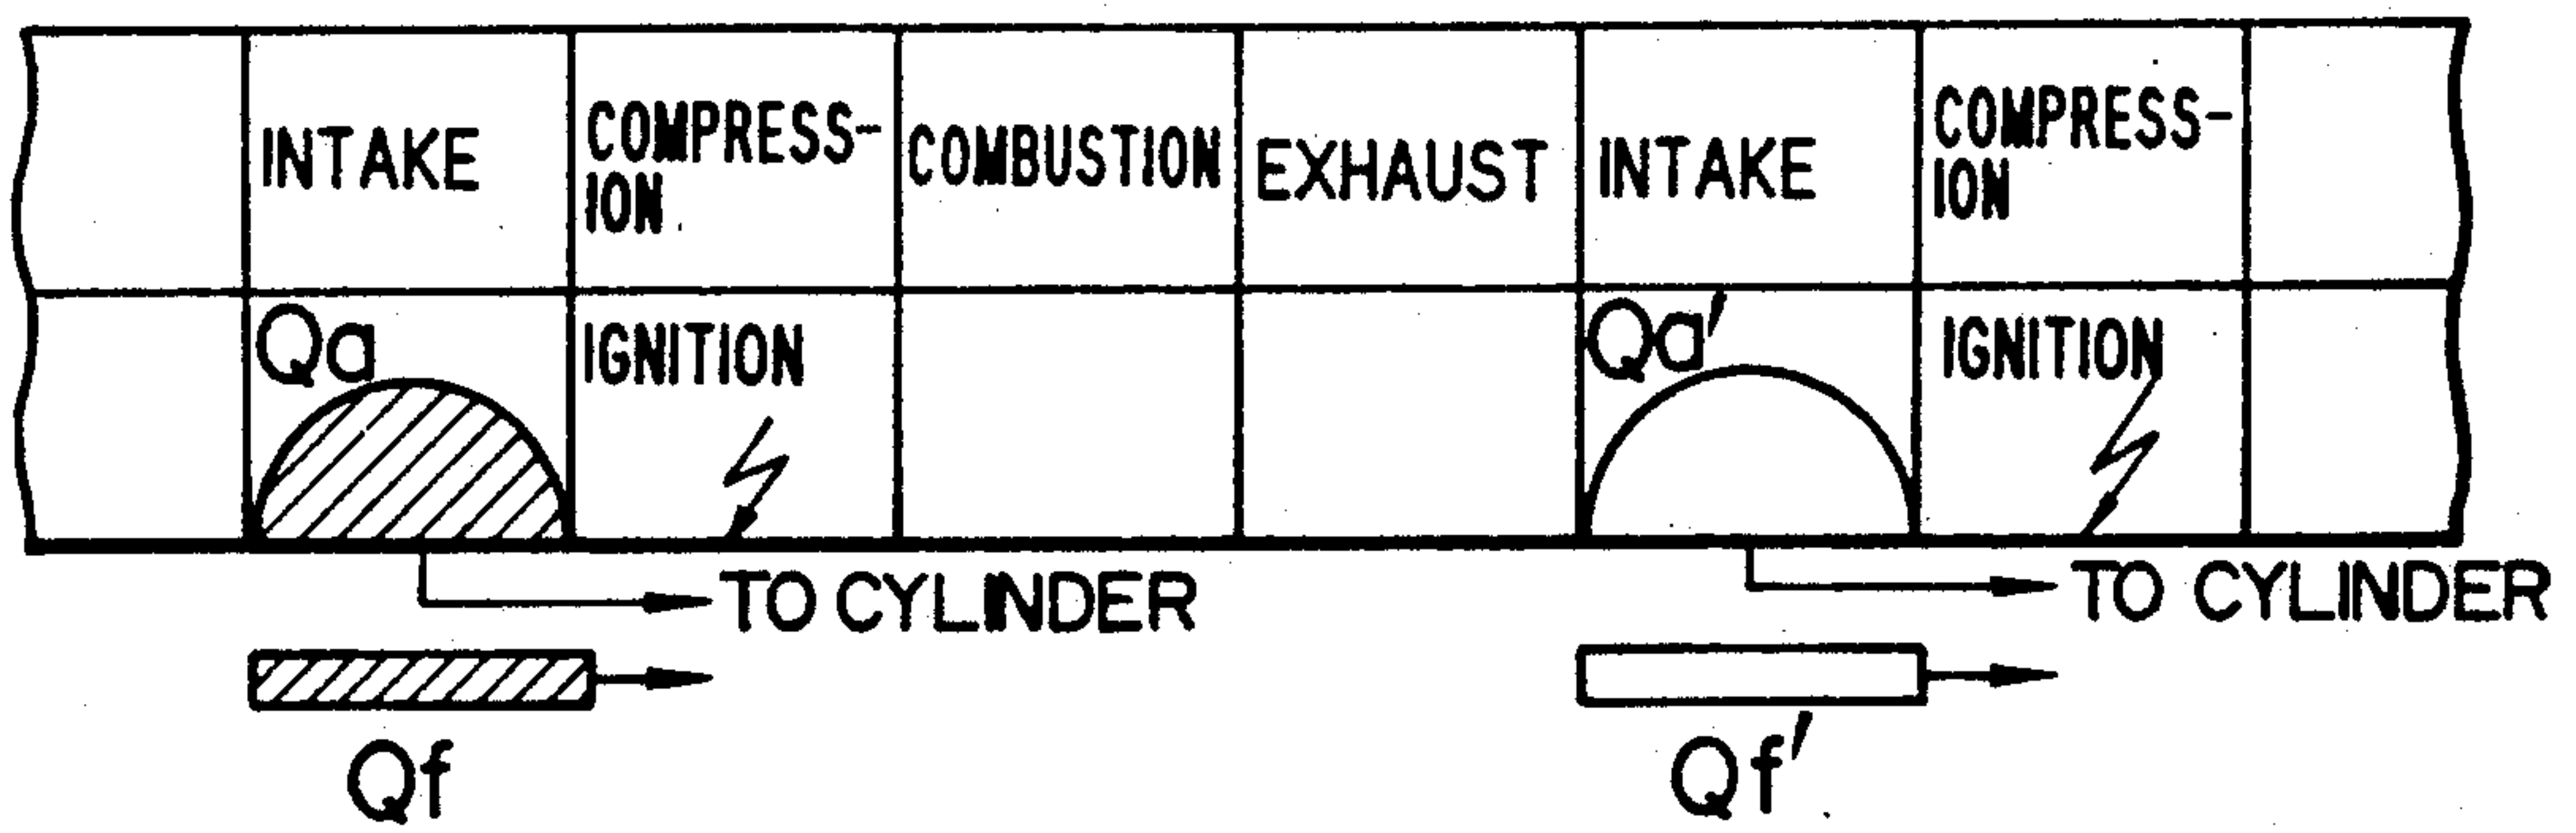 INTAKE
COMPRESS-
ION
COMBUSTION
EXHAUST
INTAKE
COMPRESS-
ION
Qa
IGNITION
Qa'
IGNITION
TO CYLINDER
TO CYLINDER
Qf
Qf'